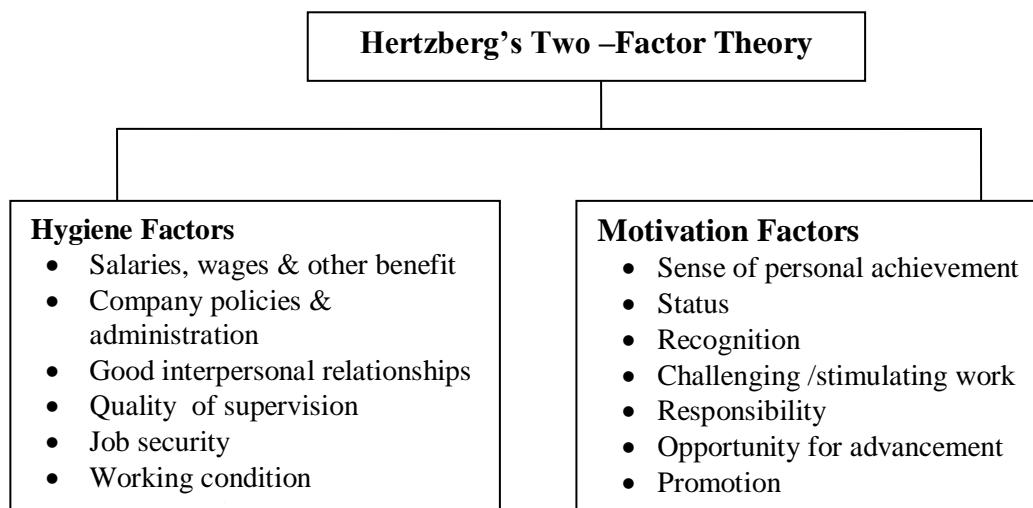 Hertzberg's Two –Factor Theory
Hygiene Factors
• Salaries, wages & other benefit
• Company policies &
administration
• Good interpersonal relationships
• Quality of supervision
• Job security
• Working condition
Motivation Factors
• Sense of personal achievement
• Status
• Recognition
• Challenging /stimulating work
• Responsibility
• Opportunity for advancement
• Promotion